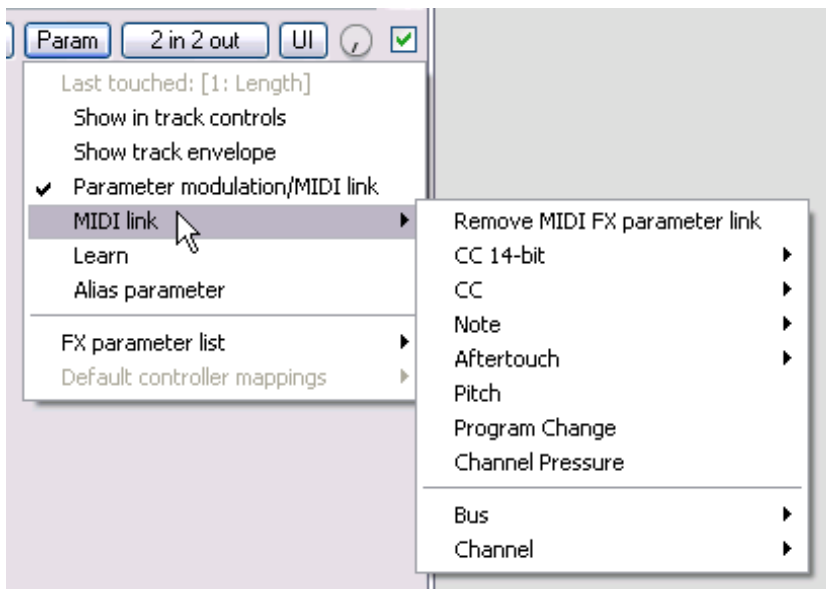 Param 2 in 2 out UI
Last touched: [1: Length]
Show in track controls
Show track envelope
Parameter modulation/MIDI link
MIDI link
Learn
Alias parameter
FX parameter list
Default controller mappings
Remove MIDI FX parameter link
CC 14-bit
CC
Note
Aftertouch
Pitch
Program Change
Channel Pressure
Bus
Channel